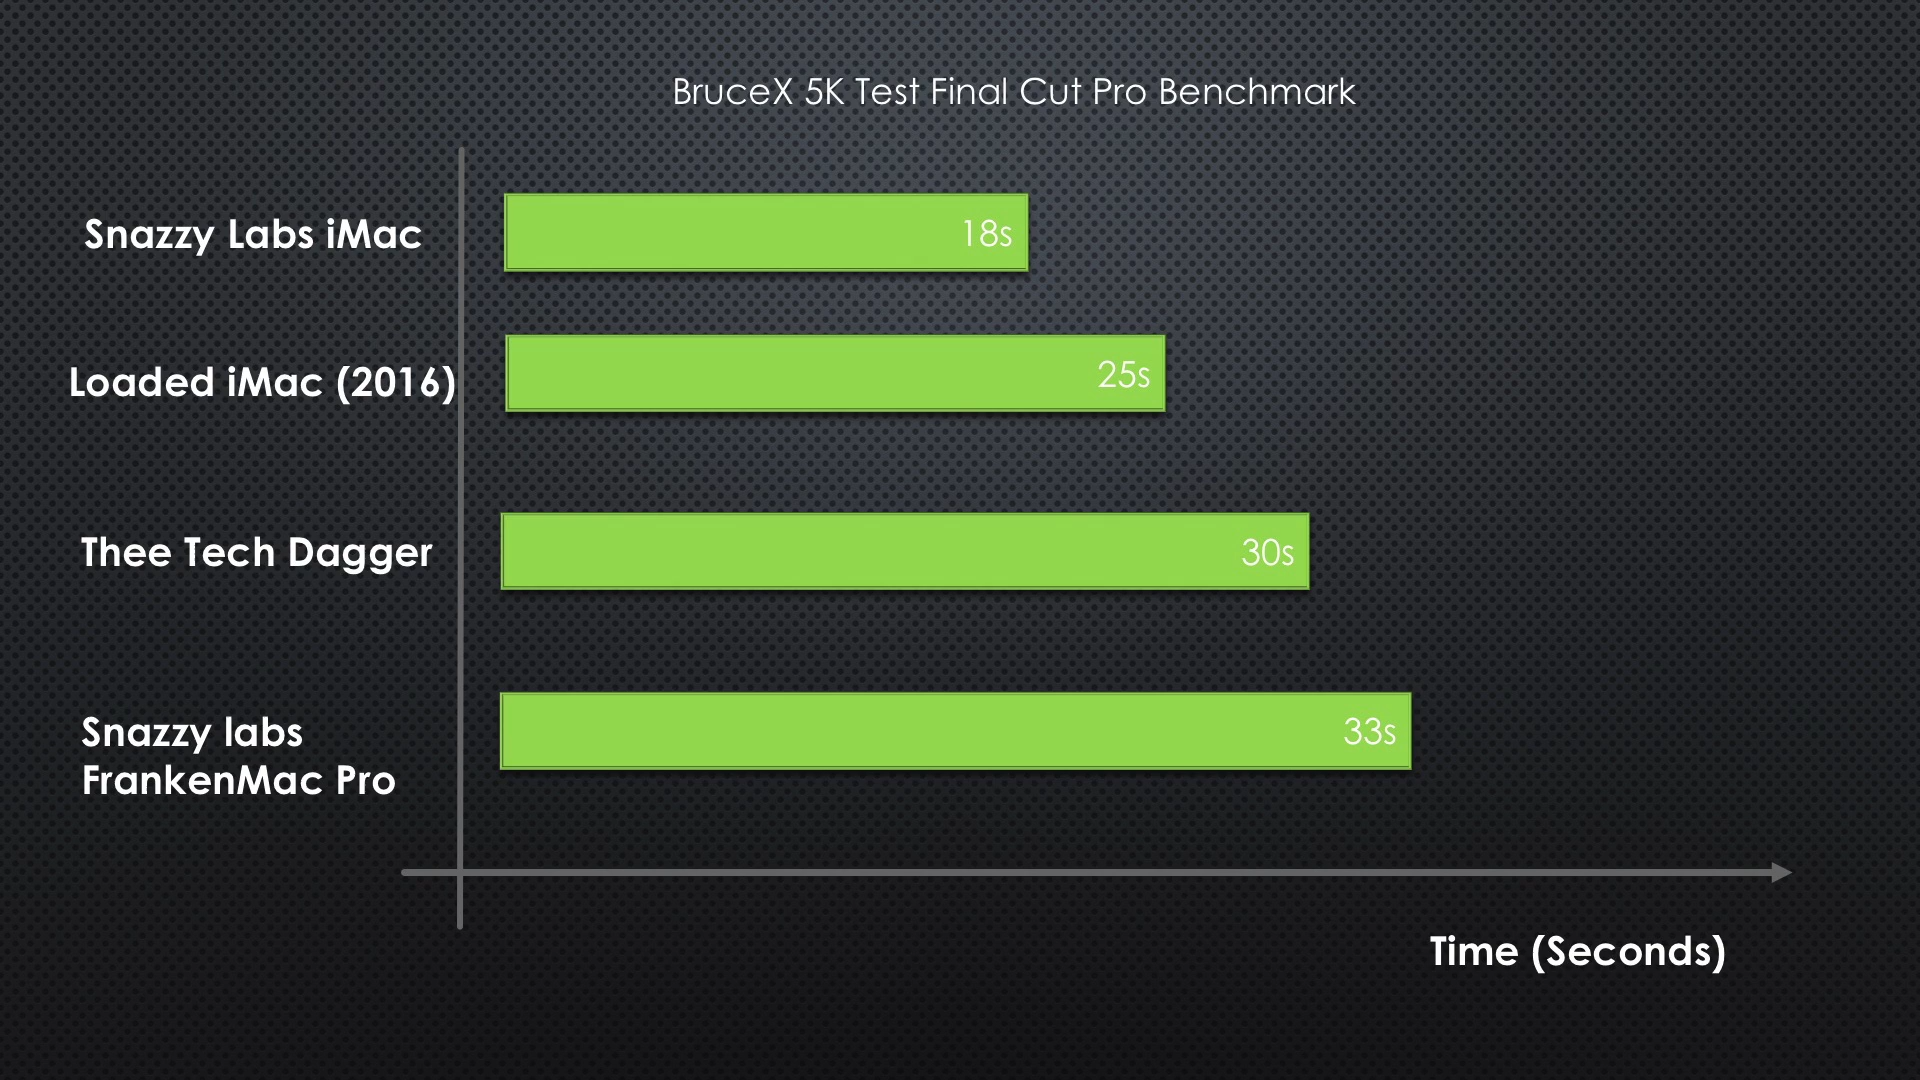 BruceX 5K Test Final Cut Pro Benchmark
Snazzy Labs iMac
18s
Loaded iMac (2016)
25s
Thee Tech Dagger
30s
Snazzy labs
FrankenMac Pro
33s
Time (Seconds)